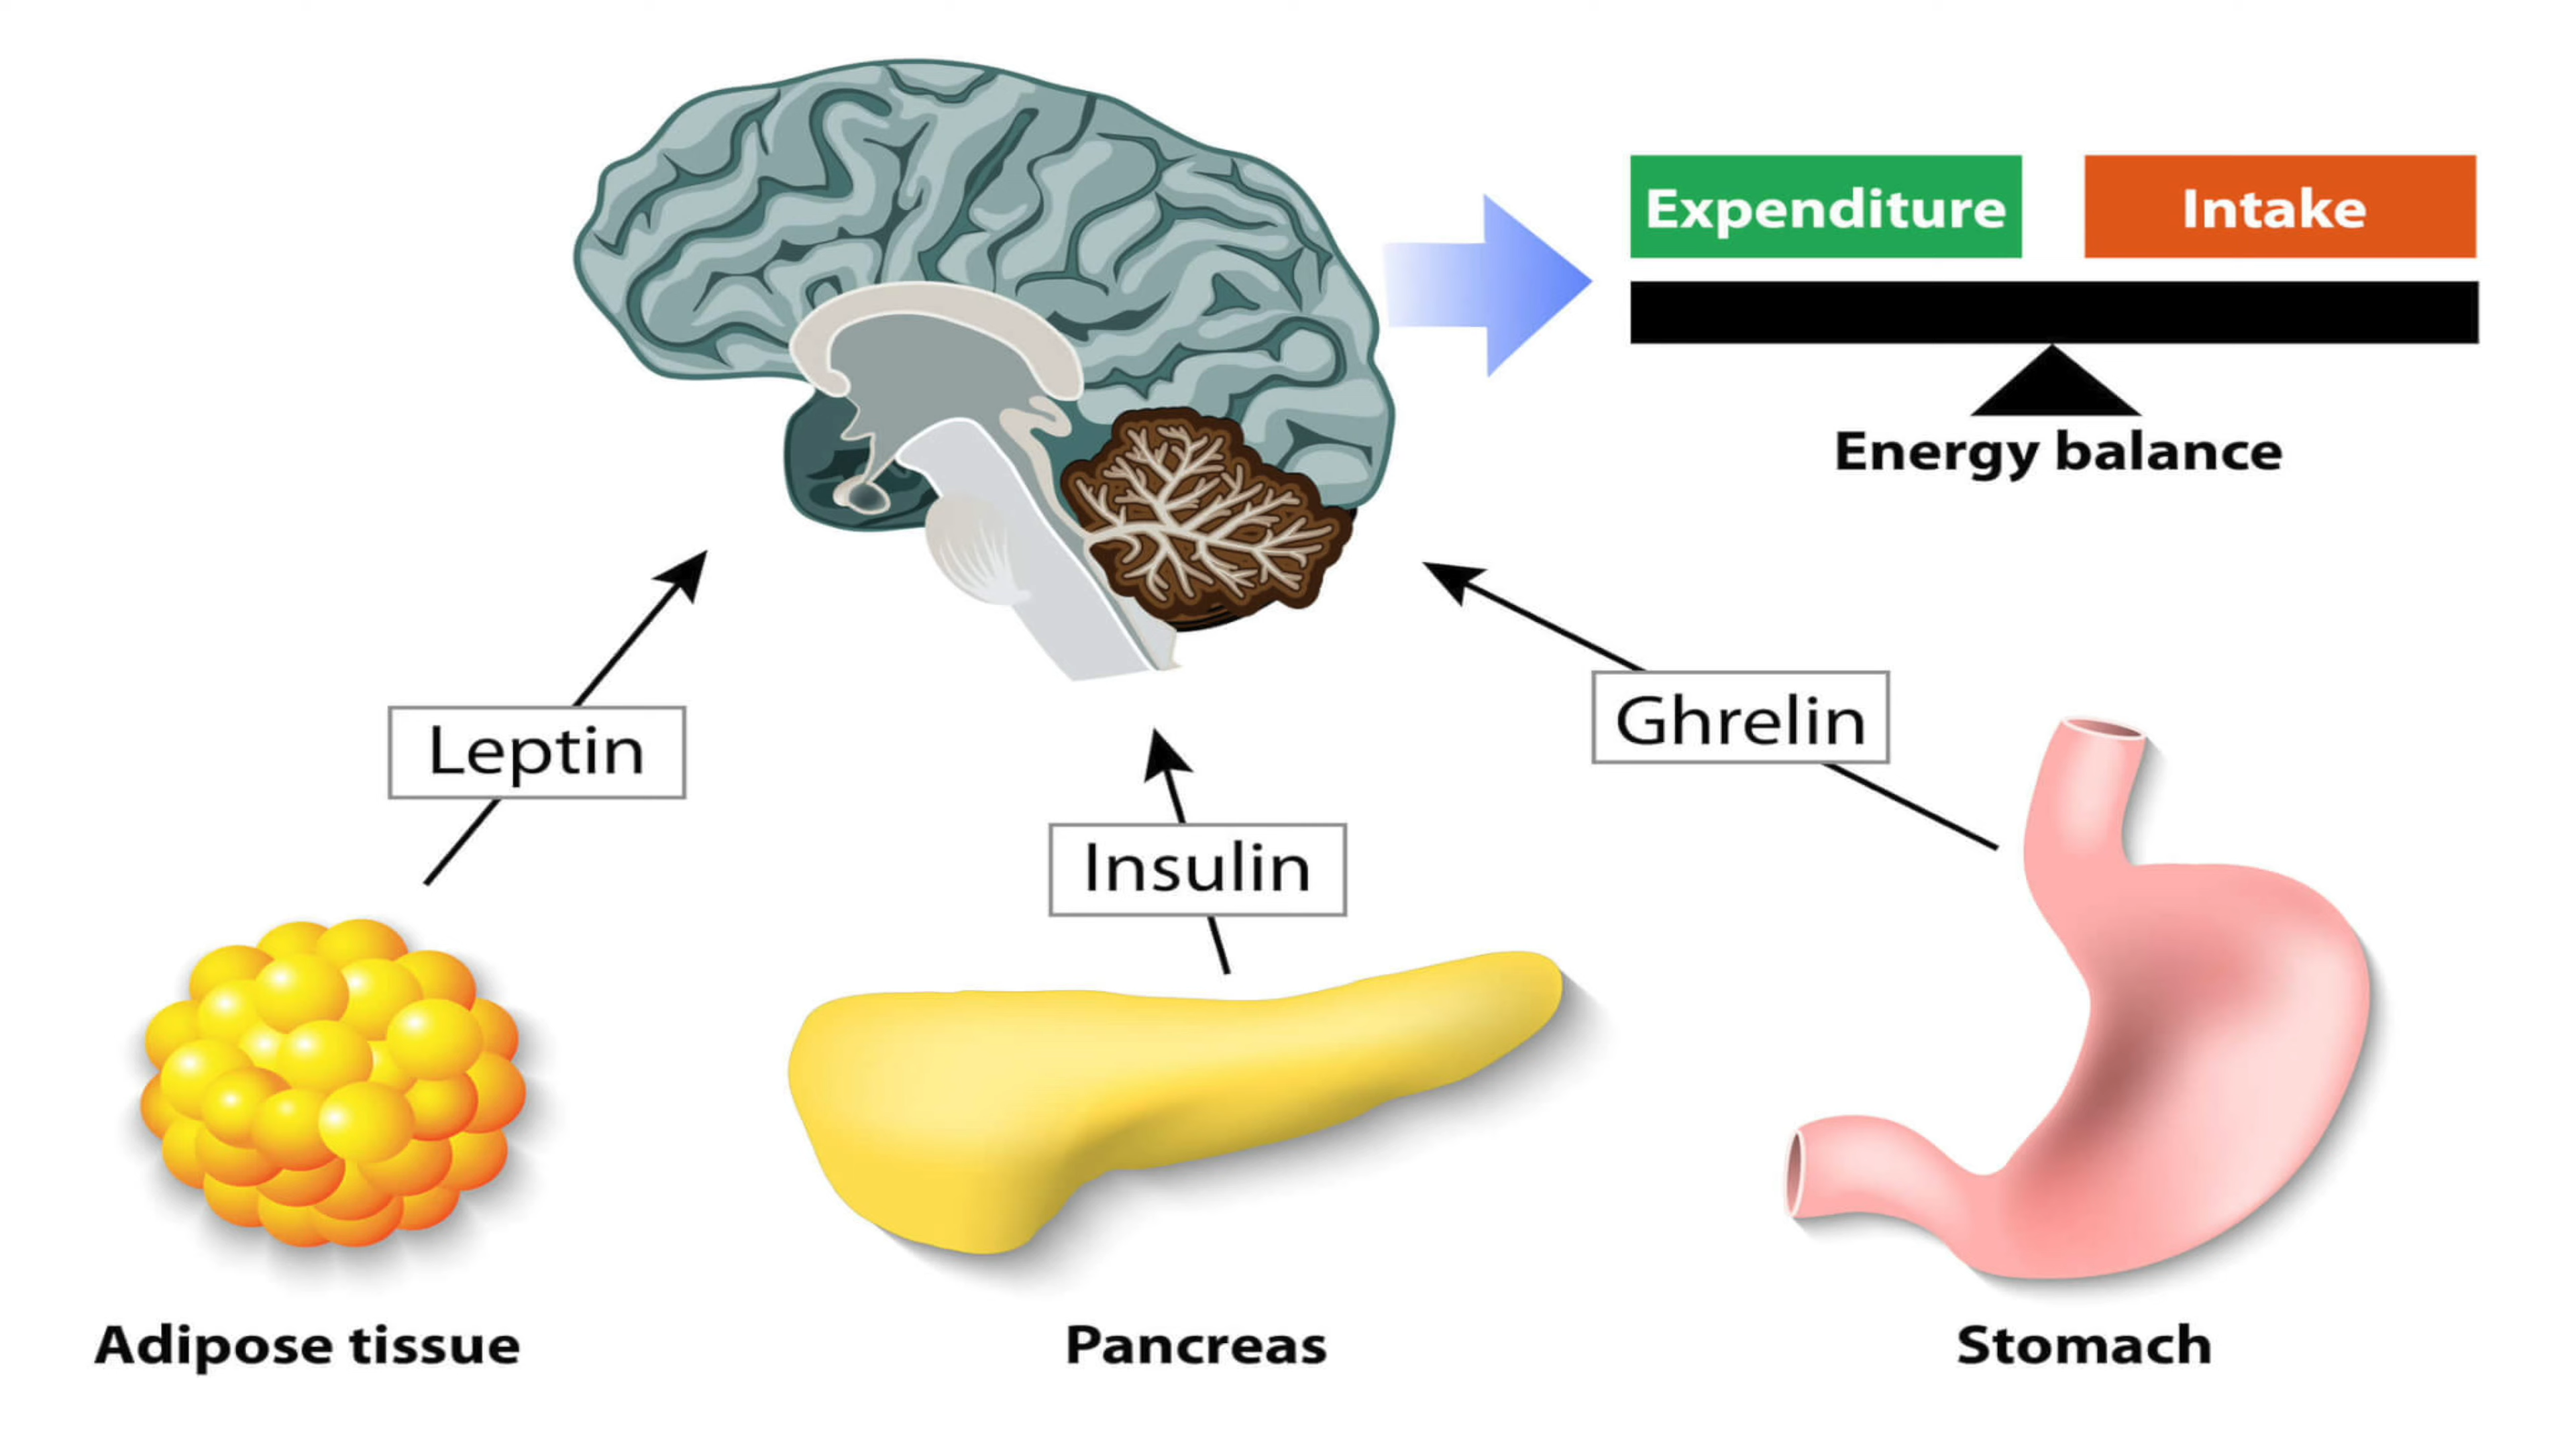 Expenditure
Intake
Energy balance
Leptin
Ghrelin
Insulin
Adipose tissue
Pancreas
Stomach